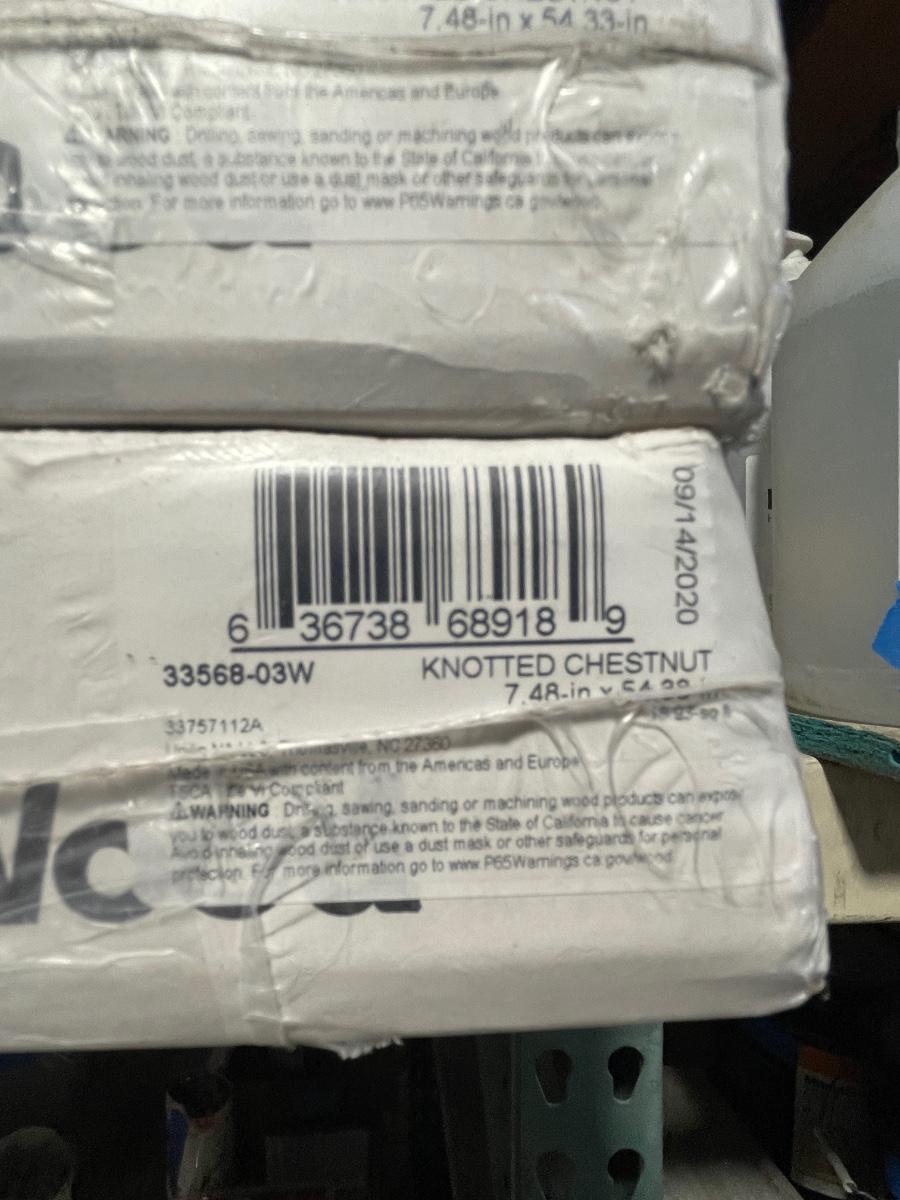 7.48-in x 54.33-in
with content from the Americas and Europe
Compliant
WARNING Drilling, sawing, sanding or machining wood products can
wood dust, a substance known to the State of California
inhaling wood dust or use a dust mask or other safeguards for personal
For more information go to www.P65Warnings.ca.gov/wood
09/14/2020
6 36738 68918 9
33568-03W KNOTTED CHESTNUT
7.48-in x 54.33-in
33757112A
Thomasville, NC 27360
Made in USA with content from the Americas and Europe
TSCA Title VI Compliant
⚠WARNING Drilling, sawing, sanding or machining wood products can expose
you to wood dust, a substance known to the State of California to cause cancer
Avoid inhaling wood dust or use a dust mask or other safeguards for personal
protection. For more information go to www.P65Warnings.ca.gov/wood